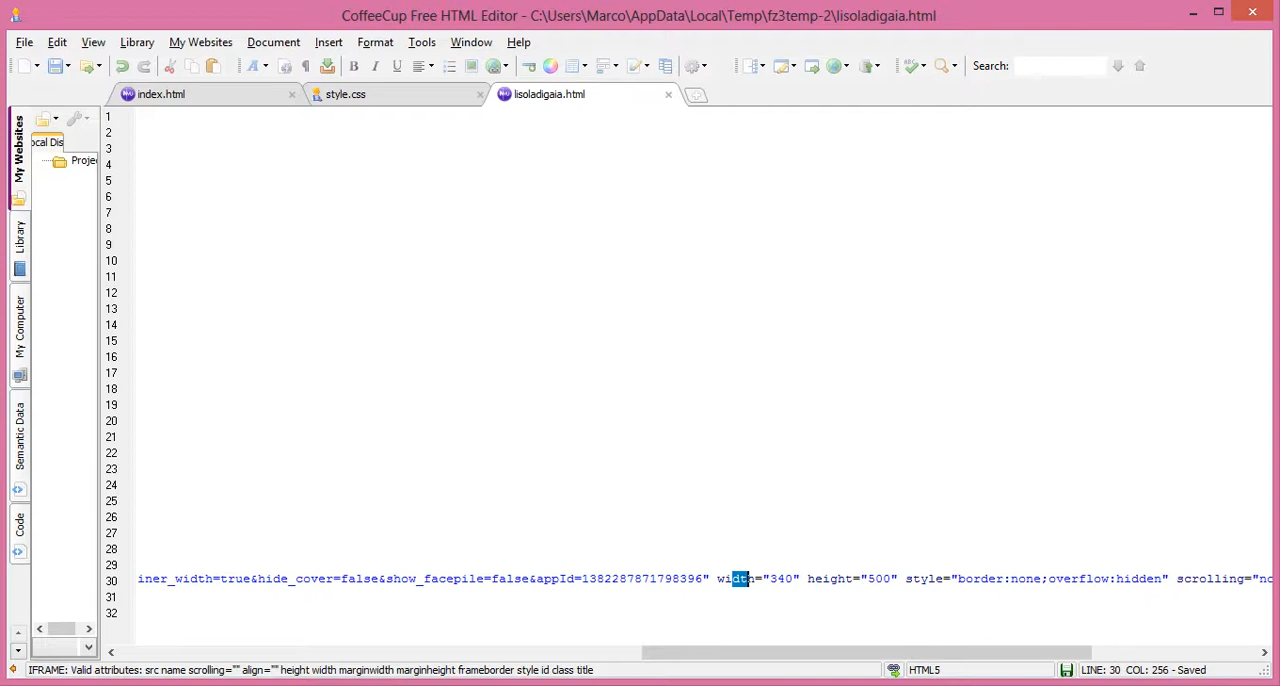 CoffeeCup Free HTML Editor - C:\Users\Marco\AppData\Local\Temp\fz3temp-2\lisoladigaia.html
File Edit View Library My Websites Document Insert Format Tools Window Help
Search:
index.html style.css lisoladigaia.html
My Websites
ocal Dis
Proje
Library
My Computer
Semantic Data
Code
1
2
3
4
5
6
7
8
9
10
11
12
13
14
15
16
17
18
19
20
21
22
23
24
25
26
27
28
29
30 iner_width=true&hide_cover=false&show_facepile=false&appId=1382287871798396" width="340" height="500" style="border:none;overflow:hidden" scrolling="no
31
32
IFRAME: Valid attributes: src name scrolling="" align="" height width marginwidth marginheight frameborder style id class title HTML5 LINE: 30 COL: 256 - Saved